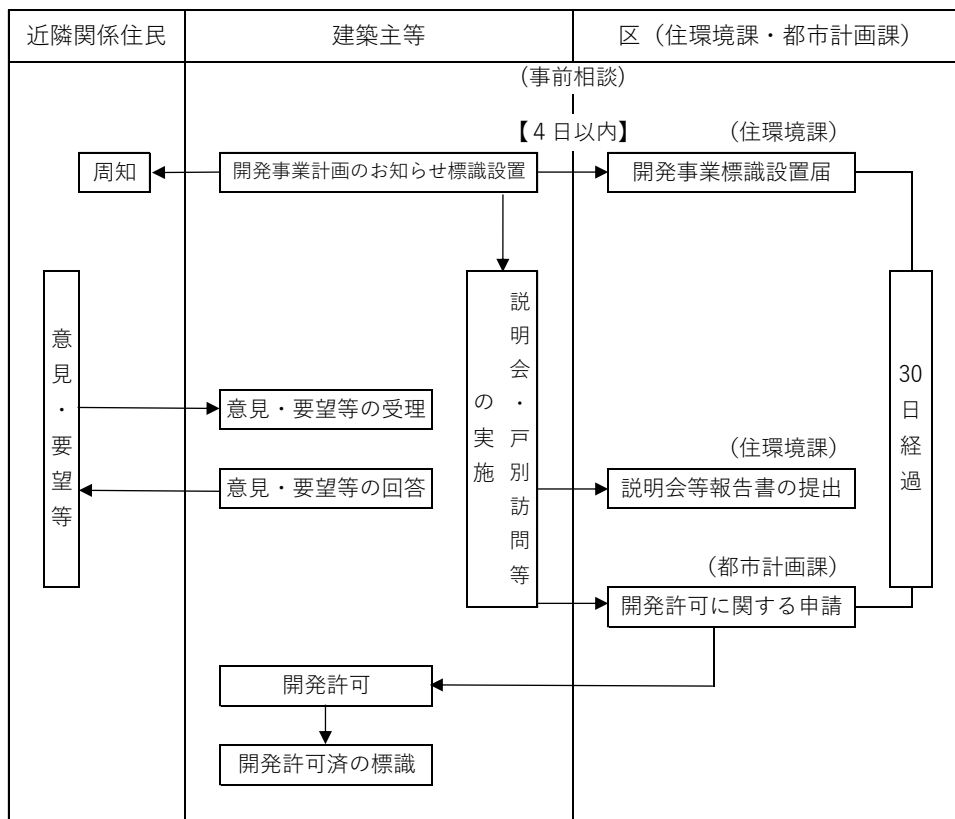 近隣関係住民
建築主等
区（住環境課・都市計画課）
（事前相談）
【４日以内】
（住環境課）
周知
開発事業計画のお知らせ標識設置
開発事業標識設置届
説明会・戸別訪問等
の実施
意見・要望等
30日経過
意見・要望等の受理
（住環境課）
意見・要望等の回答
説明会等報告書の提出
（都市計画課）
開発許可に関する申請
開発許可
開発許可済の標識